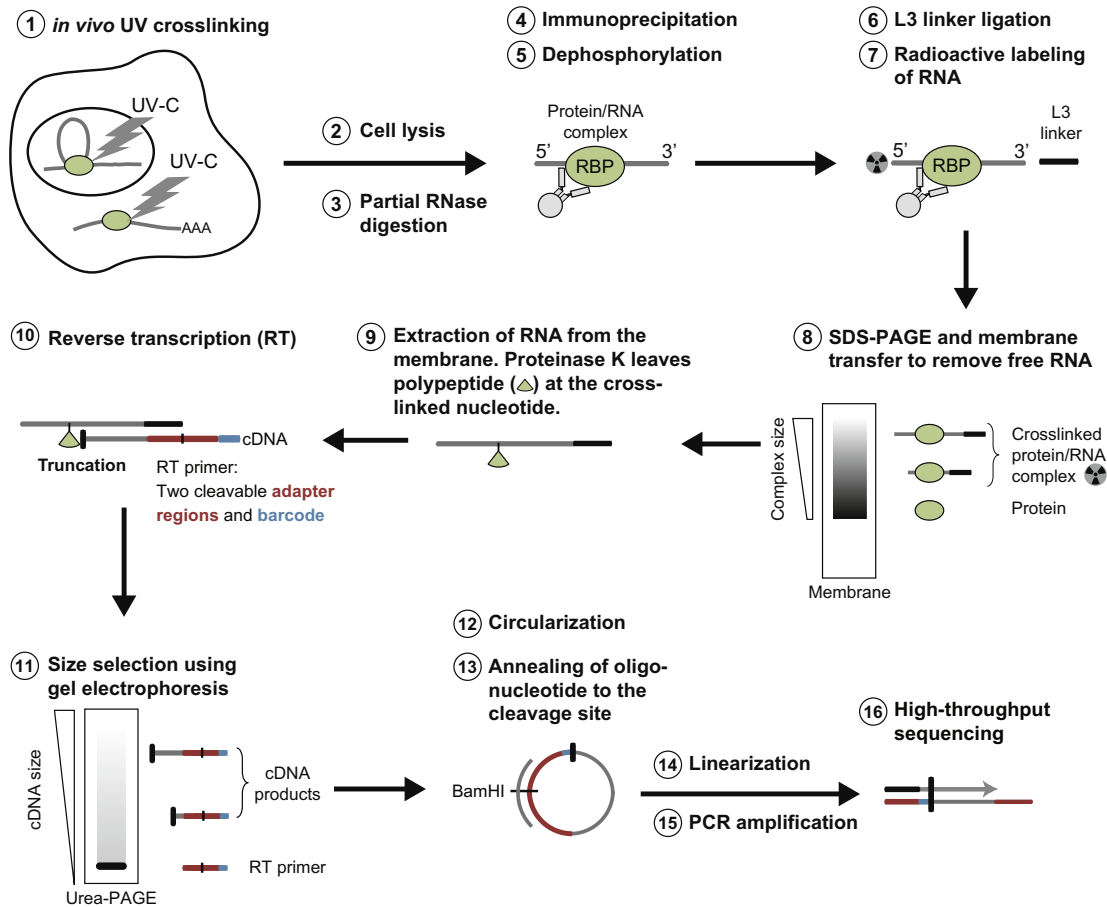 1 in vivo UV crosslinking
UV-C
UV-C
AAA
2 Cell lysis
3 Partial RNase
digestion
4 Immunoprecipitation
5 Dephosphorylation
Protein/RNA
complex
5’ 3’
RBP
6 L3 linker ligation
7 Radioactive labeling
of RNA
L3
linker
5’ 3’
RBP
8 SDS-PAGE and membrane
transfer to remove free RNA
Complex size
Crosslinked
protein/RNA
complex
Protein
Membrane
9 Extraction of RNA from the
membrane. Proteinase K leaves
polypeptide ( ) at the cross-
linked nucleotide.
10 Reverse transcription (RT)
cDNA
Truncation
RT primer:
Two cleavable adapter
regions and barcode
11 Size selection using
gel electrophoresis
cDNA size
cDNA
products
RT primer
Urea-PAGE
12 Circularization
13 Annealing of oligo-
nucleotide to the
cleavage site
BamHI
14 Linearization
15 PCR amplification
16 High-throughput
sequencing